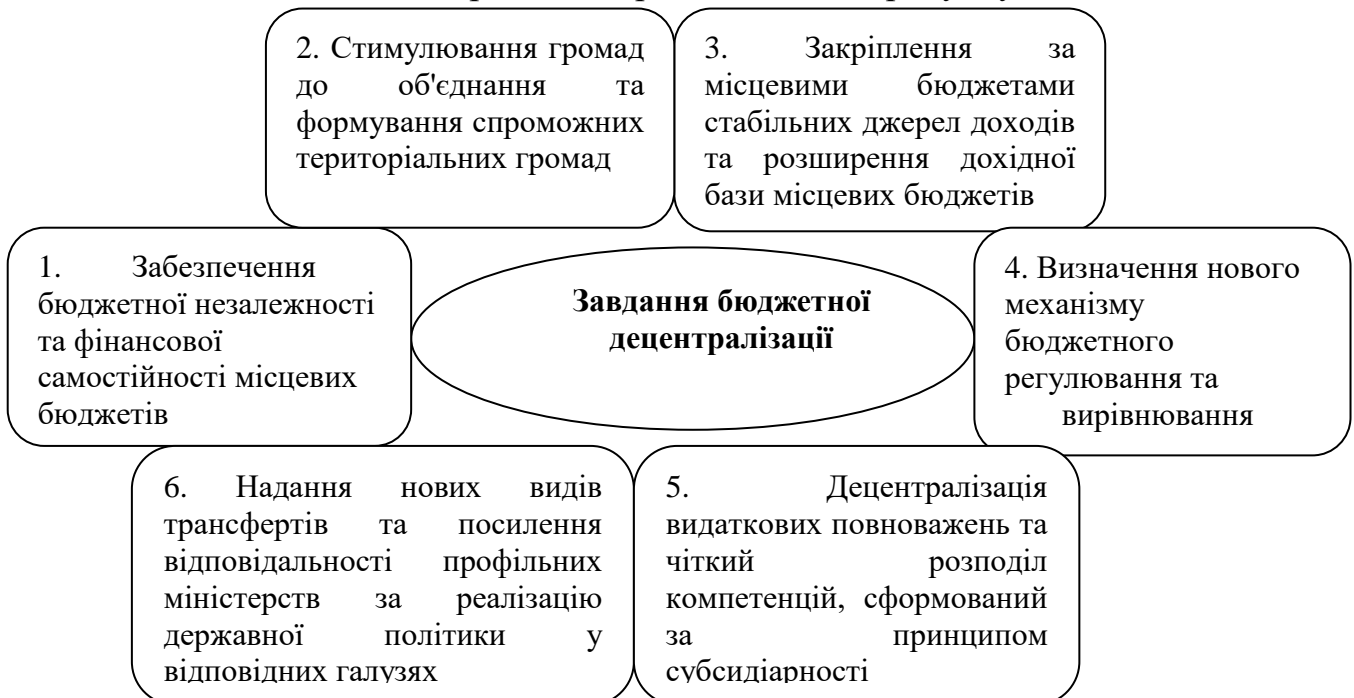 2. Стимулювання громад
до об'єднання та
формування спроможних
територіальних громад
3. Закріплення за
місцевими бюджетами
стабільних джерел доходів
та розширення дохідної
бази місцевих бюджетів
1. Забезпечення
бюджетної незалежності
та фінансової
самостійності місцевих
бюджетів
Завдання бюджетної
децентралізації
4. Визначення нового
механізму
бюджетного
регулювання та
вирівнювання
6. Надання нових видів
трансфертів та посилення
відповідальності профільних
міністерств за реалізацію
державної політики у
відповідних галузях
5. Децентралізація
видаткових повноважень та
чіткий розподіл
компетенцій, сформований
за принципом
субсидіарності